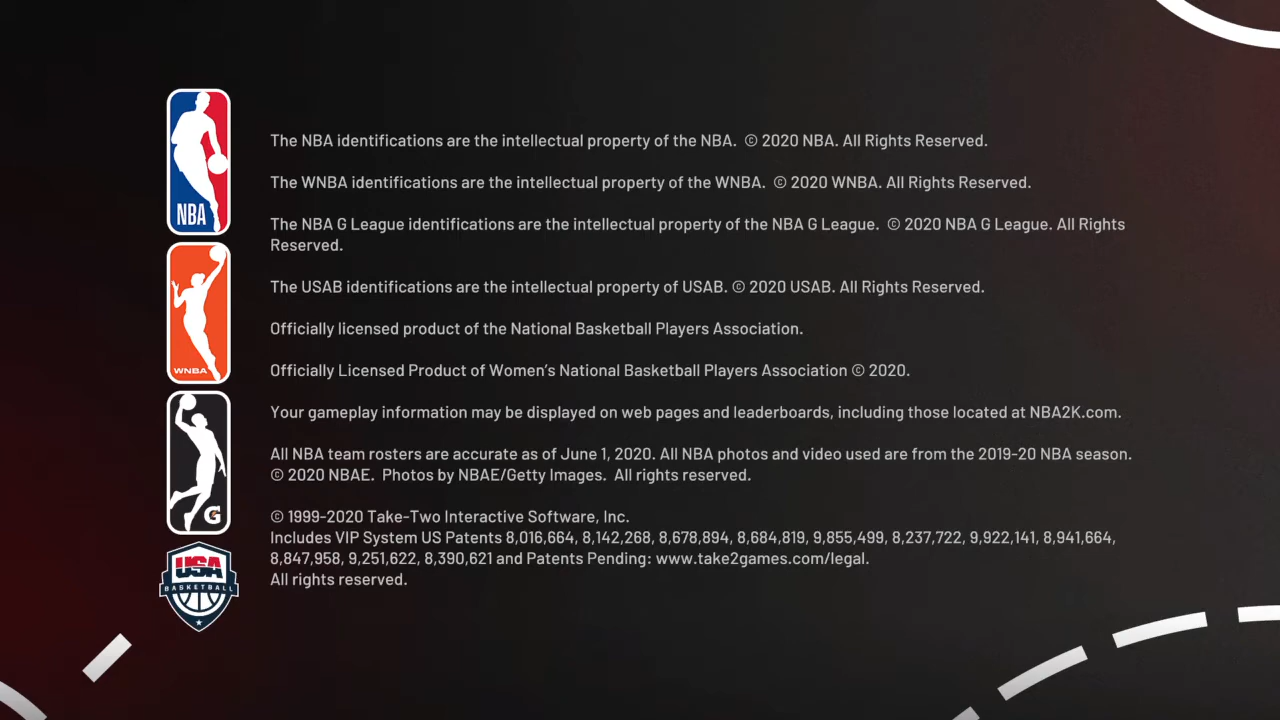 NBA
The NBA identifications are the intellectual property of the NBA. © 2020 NBA. All Rights Reserved.
The WNBA identifications are the intellectual property of the WNBA. © 2020 WNBA. All Rights Reserved.
The NBA G League identifications are the intellectual property of the NBA G League. © 2020 NBA G League. All Rights
Reserved.
The USAB identifications are the intellectual property of USAB. © 2020 USAB. All Rights Reserved.
Officially licensed product of the National Basketball Players Association.
WNBA
Officially Licensed Product of Women's National Basketball Players Association © 2020.
Your gameplay information may be displayed on web pages and leaderboards, including those located at NBA2K.com.
All NBA team rosters are accurate as of June 1, 2020. All NBA photos and video used are from the 2019-20 NBA season.
© 2020 NBAE. Photos by NBAE/Getty Images. All rights reserved.
G
© 1999-2020 Take-Two Interactive Software, Inc.
Includes VIP System US Patents 8,016,664, 8,142,268, 8,678,894, 8,684,819, 9,855,499, 8,237,722, 9,922,141, 8,941,664,
8,847,958, 9,251,622, 8,390,621 and Patents Pending: www.take2games.com/legal.
All rights reserved.
USA
BASKETBALL